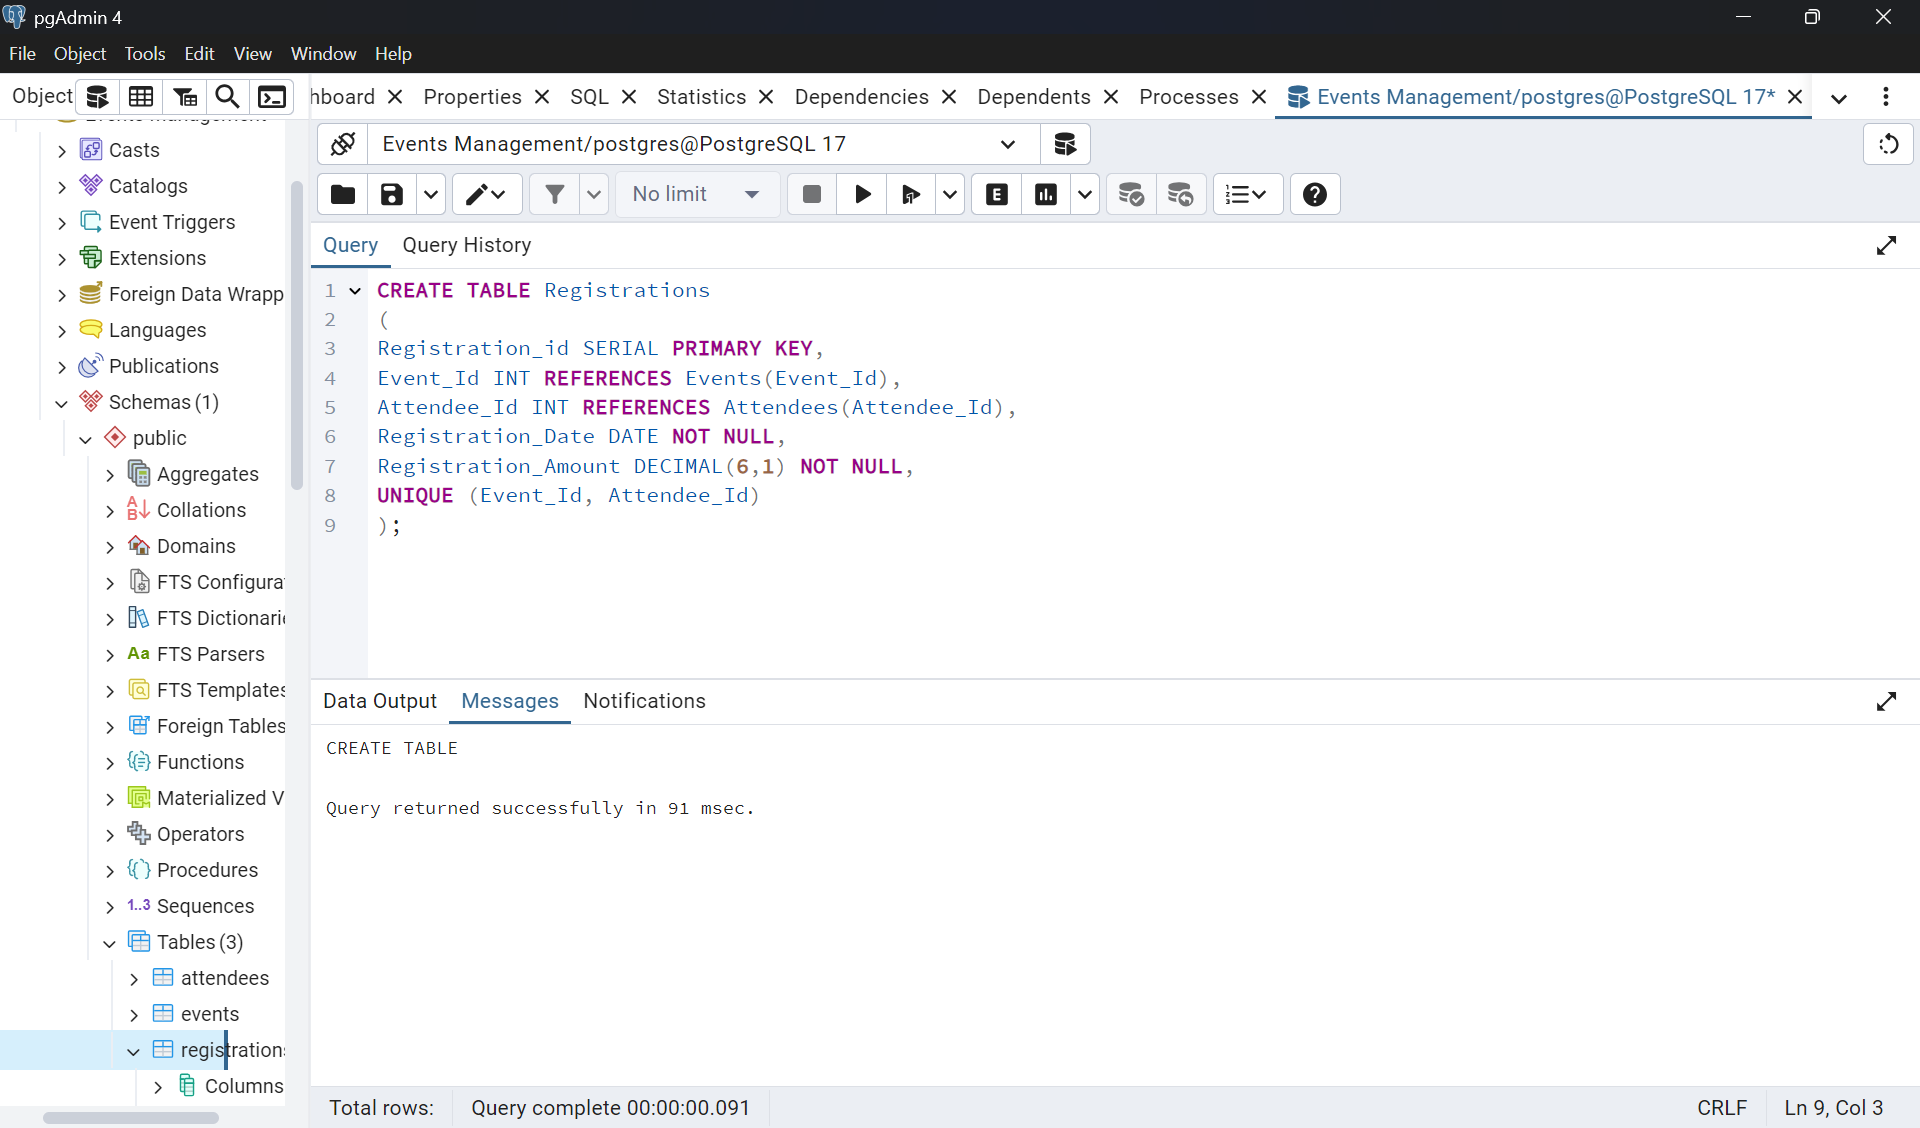 pgAdmin 4
File Object Tools Edit View Window Help
Object
hboard Properties SQL Statistics Dependencies Dependents Processes Events Management/postgres@PostgreSQL 17*
Casts
Catalogs
Event Triggers
Extensions
Foreign Data Wrapp
Languages
Publications
Schemas (1)
public
Aggregates
Collations
Domains
FTS Configura
FTS Dictionari
Aa FTS Parsers
FTS Templates
Foreign Tables
Functions
Materialized V
Operators
Procedures
1..3 Sequences
Tables (3)
attendees
events
registrations
Columns
Events Management/postgres@PostgreSQL 17
No limit
E
Query Query History
1 CREATE TABLE Registrations
2 (
3 Registration_id SERIAL PRIMARY KEY,
4 Event_Id INT REFERENCES Events(Event_Id),
5 Attendee_Id INT REFERENCES Attendees(Attendee_Id),
6 Registration_Date DATE NOT NULL,
7 Registration_Amount DECIMAL(6,1) NOT NULL,
8 UNIQUE (Event_Id, Attendee_Id)
9 );
Data Output Messages Notifications
CREATE TABLE
Query returned successfully in 91 msec.
Total rows: Query complete 00:00:00.091 CRLF Ln 9, Col 3